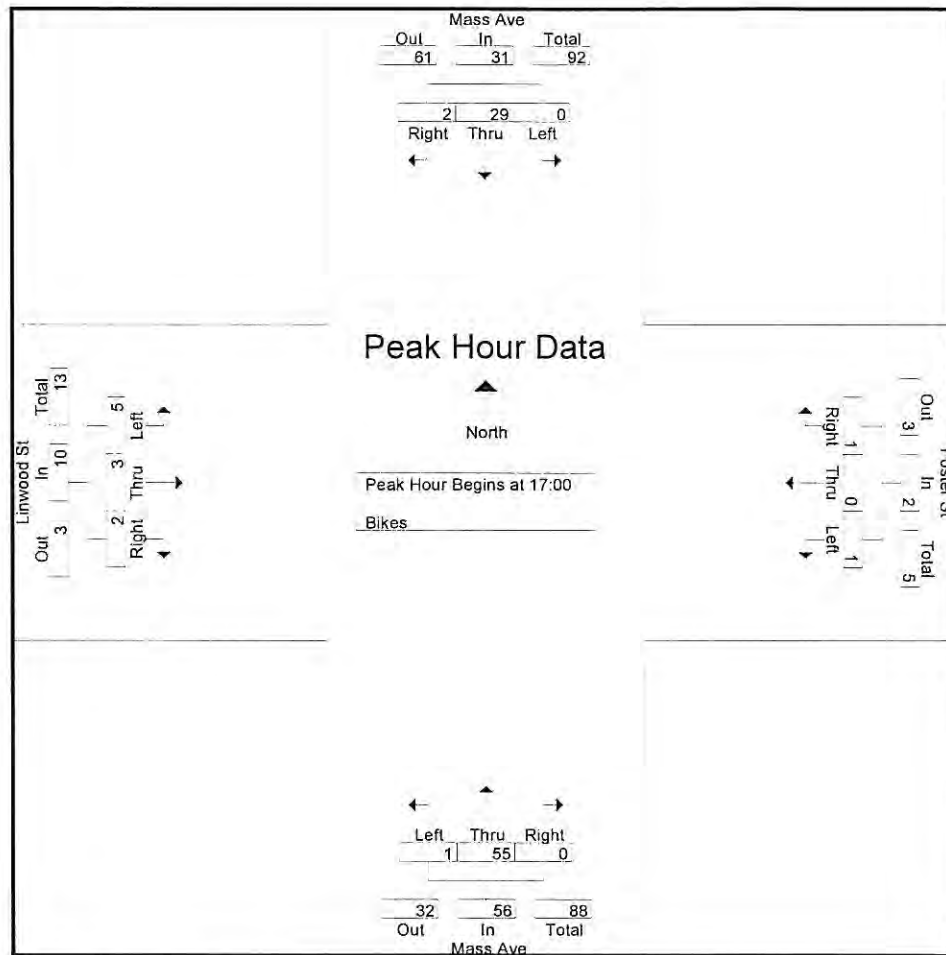 Mass Ave
Out In Total
61 31 92
2 29 0
Right Thru Left
Peak Hour Data
North
Peak Hour Begins at 17:00
Bikes
Linwood St
Out In Total
3 10 13
2 3 5
Right Thru Left
St
Out In Total
3 2 5
1 0 1
Right Thru Left
Left Thru Right
1 55 0
32 56 88
Out In Total
Mass Ave